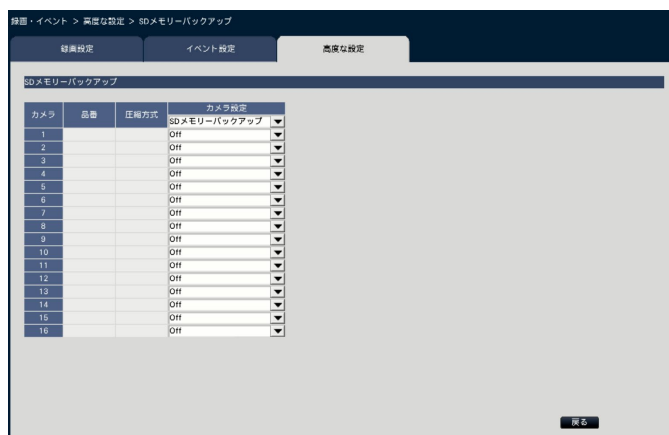 録画・イベント > 高度な設定 > SDメモリーバックアップ
録画設定 イベント設定 高度な設定
SDメモリーバックアップ
カメラ 品番 圧縮方式 カメラ設定
SDメモリーバックアップ
1 Off
2 Off
3 Off
4 Off
5 Off
6 Off
7 Off
8 Off
9 Off
10 Off
11 Off
12 Off
13 Off
14 Off
15 Off
16 Off
戻る